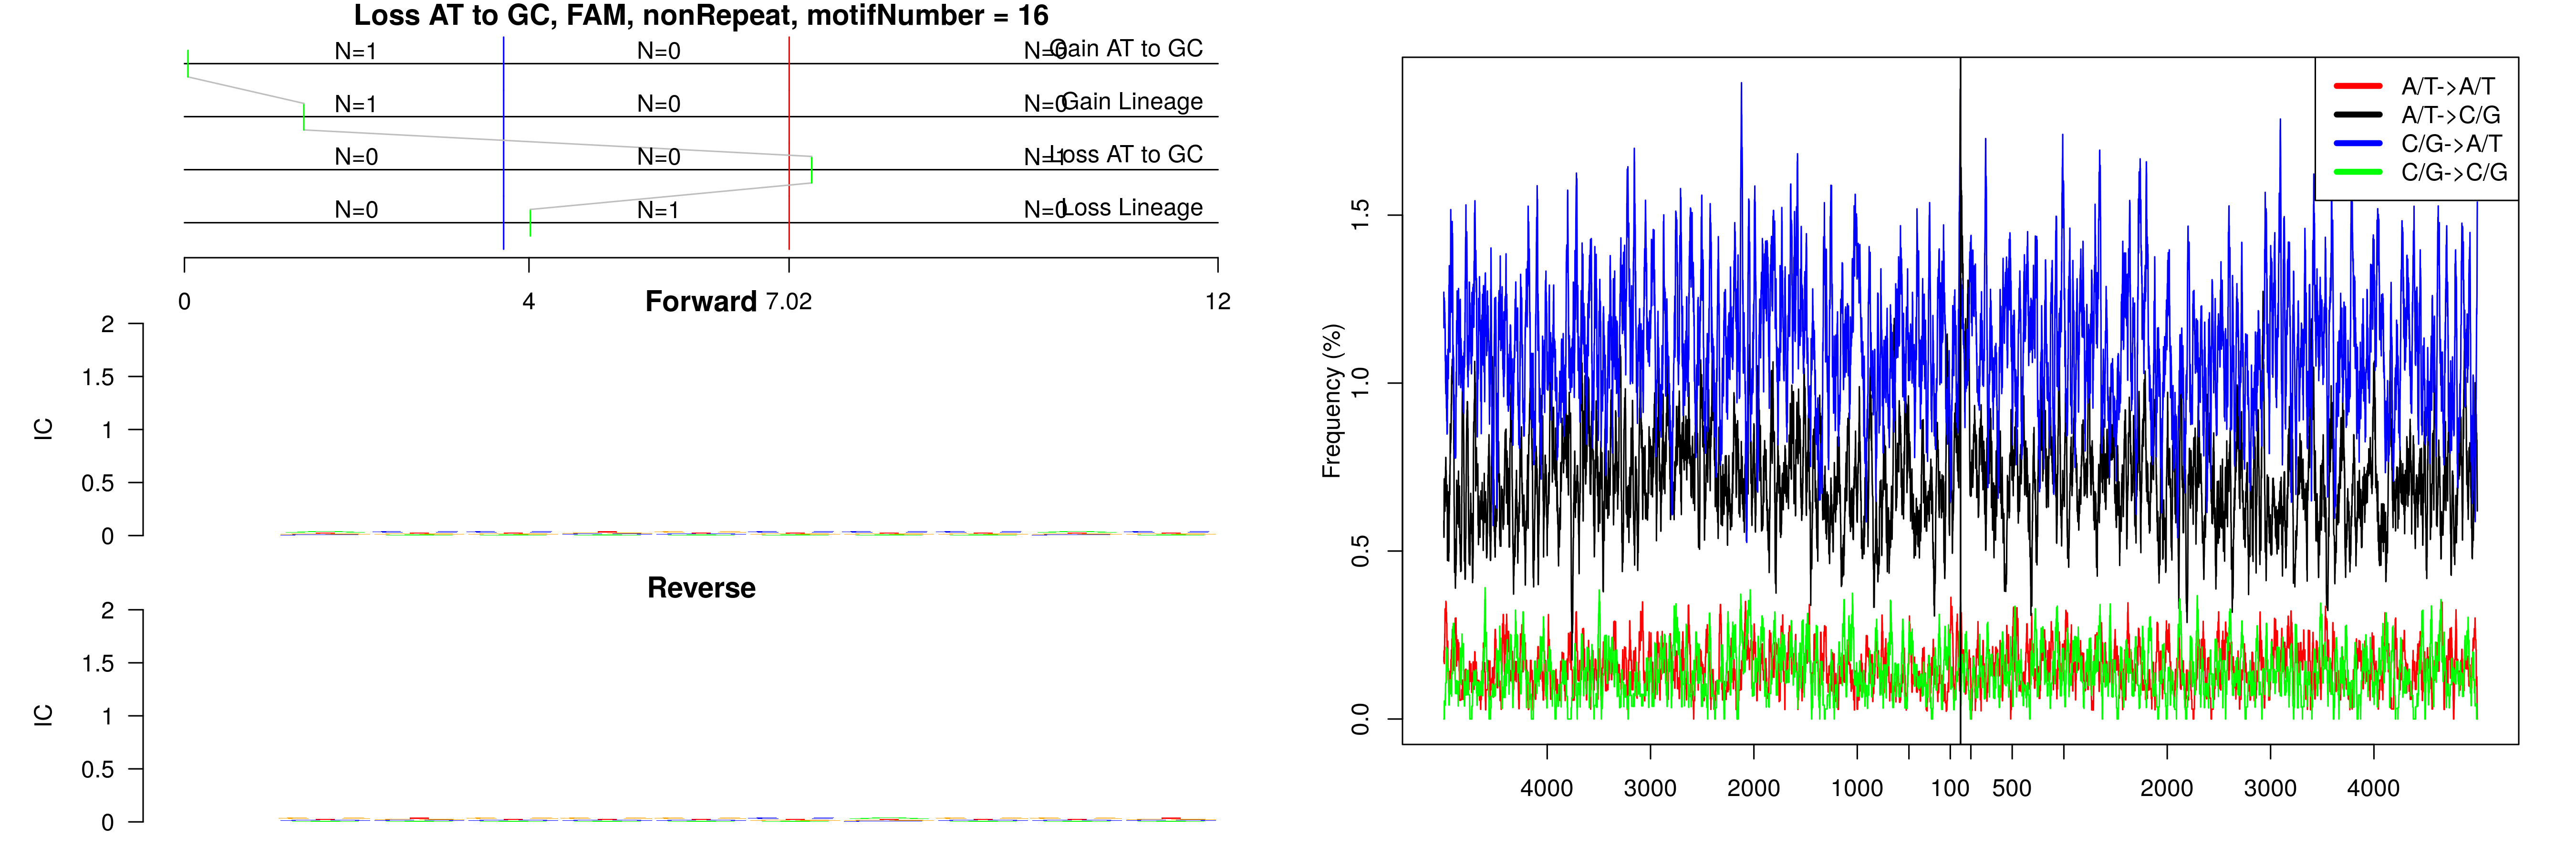 Loss AT to GC, FAM, nonRepeat, motifNumber = 16
N=1 N=0 N=0 Gain AT to GC
N=1 N=0 N=0 Gain Lineage
N=0 N=0 N=1 Loss AT to GC
N=0 N=1 N=0 Loss Lineage
0 4 7.02 12
Forward
2
1.5
1
0.5
0
IC
Reverse
2
1.5
1
0.5
0
IC
A/T->A/T
A/T->C/G
C/G->A/T
C/G->C/G
Frequency (%)
1.5
1.0
0.5
0.0
4000 3000 2000 1000 100 500 2000 3000 4000